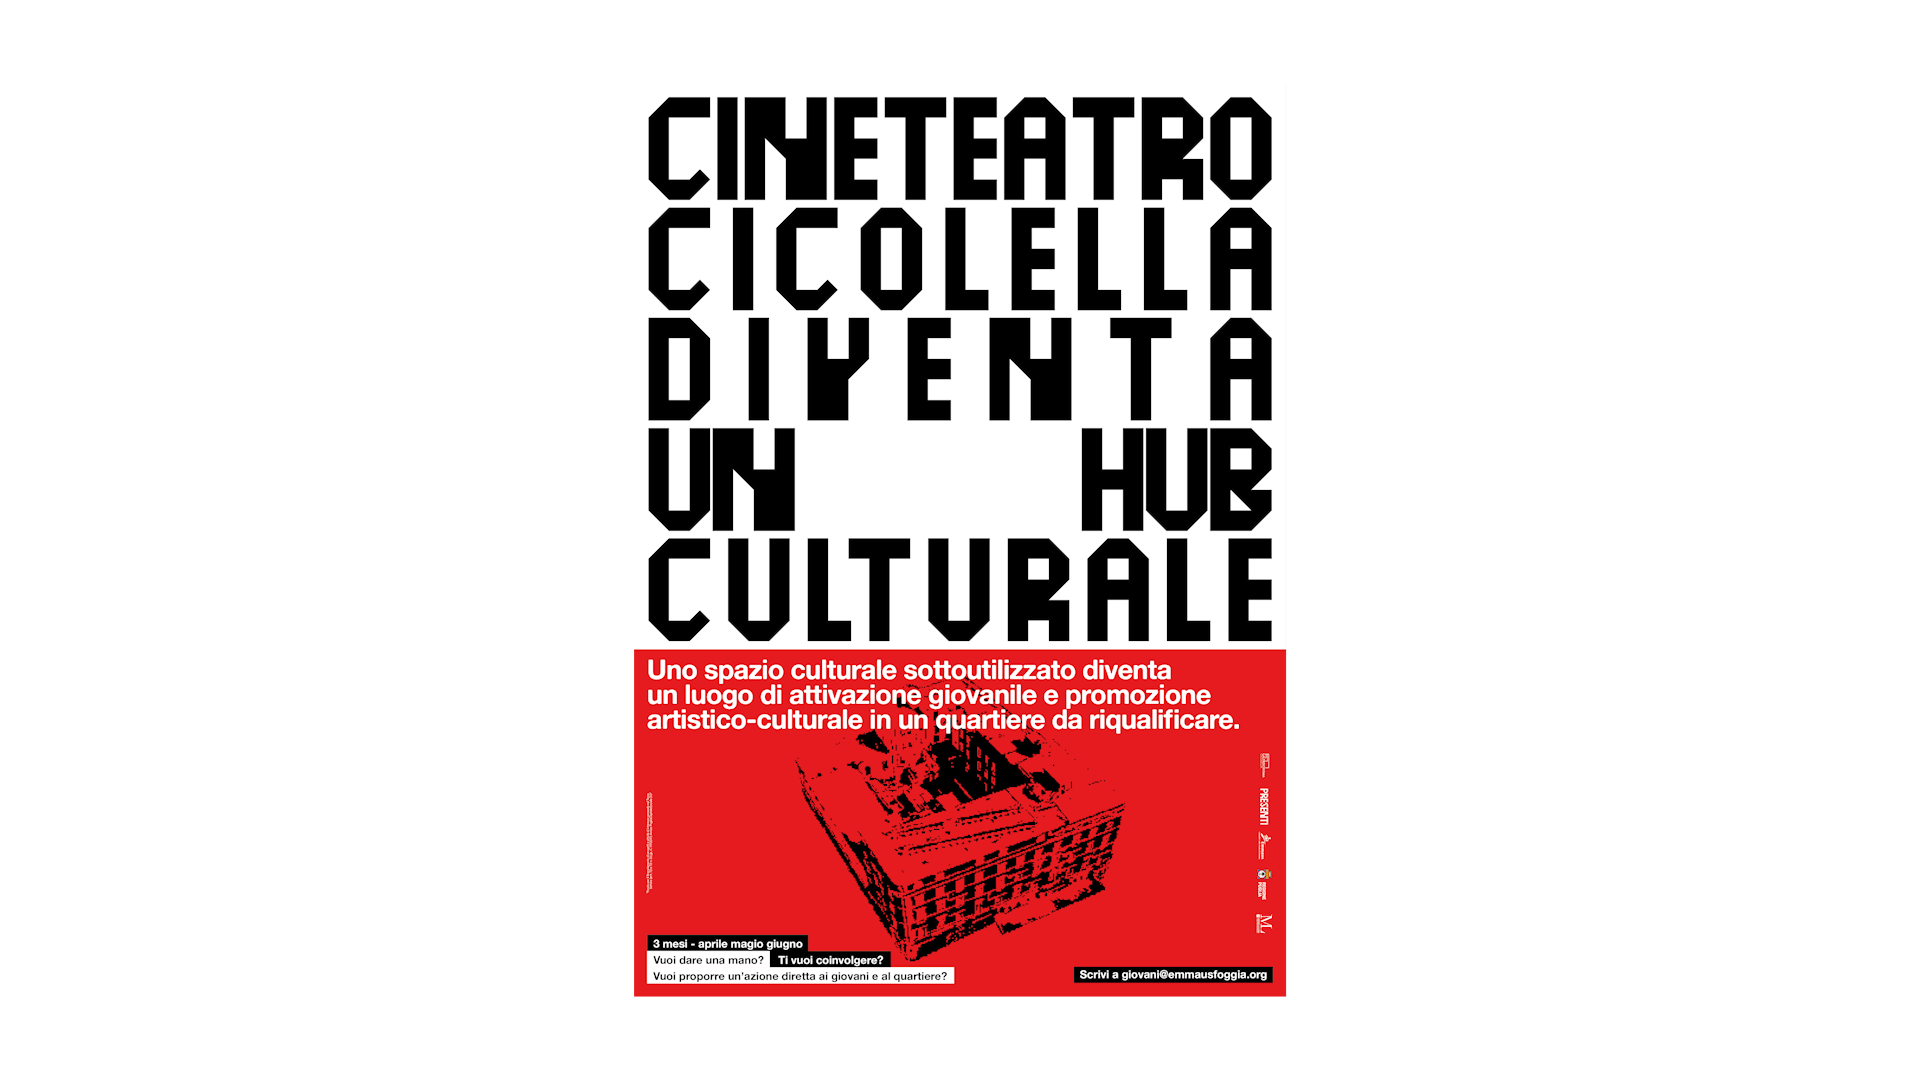 CINETEATRO
CICOLELLA
DIVENTA
UN HUB
CULTURALE
Uno spazio culturale sottoutilizzato diventa
un luogo di attivazione giovanile e promozione
artistico-culturale in un quartiere da riqualificare.
PRESENTI
3 mesi - aprile magio giugno
Vuoi dare una mano? Ti vuoi coinvolgere?
Vuoi proporre un'azione diretta ai giovani e al quartiere?
Scrivi a giovani@emmausfoggia.org